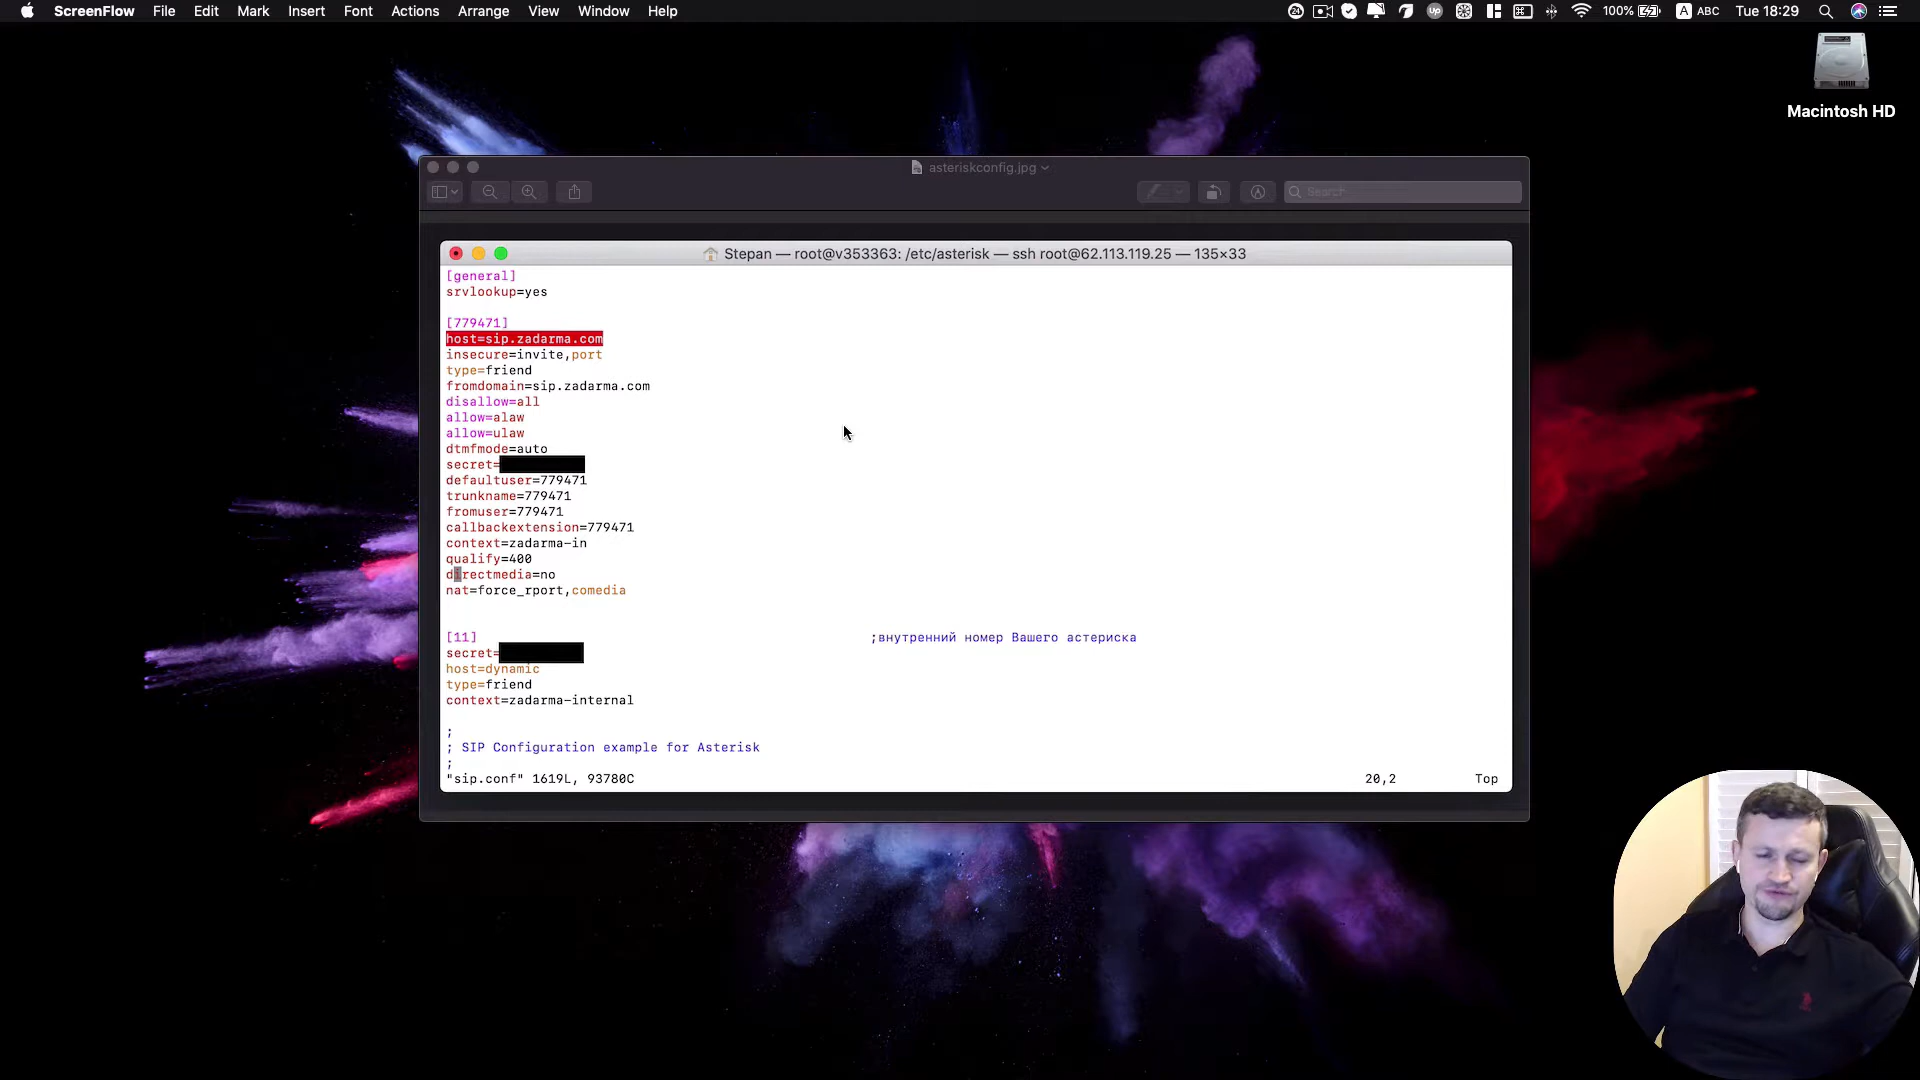 ScreenFlow File Edit Mark Insert Font Actions Arrange View Window Help 24 UP 100% A ABC Tue 18:29
Macintosh HD
asteriskconfig.jpg
Search
Stepan — root@v353363: /etc/asterisk — ssh root@62.113.119.25 — 135×33
[general]
srvlookup=yes
[779471]
host=sip.zadarma.com
insecure=invite,port
type=friend
fromdomain=sip.zadarma.com
disallow=all
allow=alaw
allow=ulaw
dtmfmode=auto
secret=
defaultuser=779471
trunkname=779471
fromuser=779471
callbackextension=779471
context=zadarma-in
qualify=400
directmedia=no
nat=force_rport,comedia
[11] ;внутренний номер Вашего астериска
secret=
host=dynamic
type=friend
context=zadarma-internal
;
; SIP Configuration example for Asterisk
;
"sip.conf" 1619L, 93780C 20,2 Top